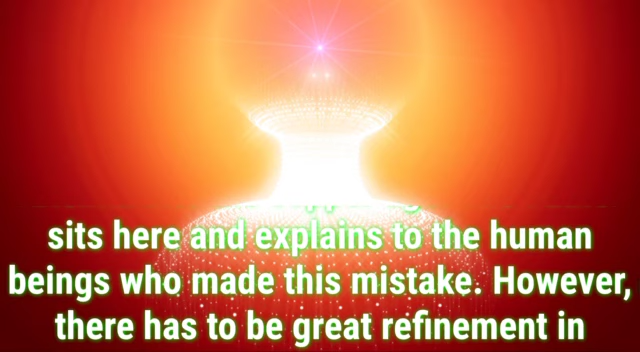 sits here and explains to the human
beings who made this mistake. However,
there has to be great refinement in